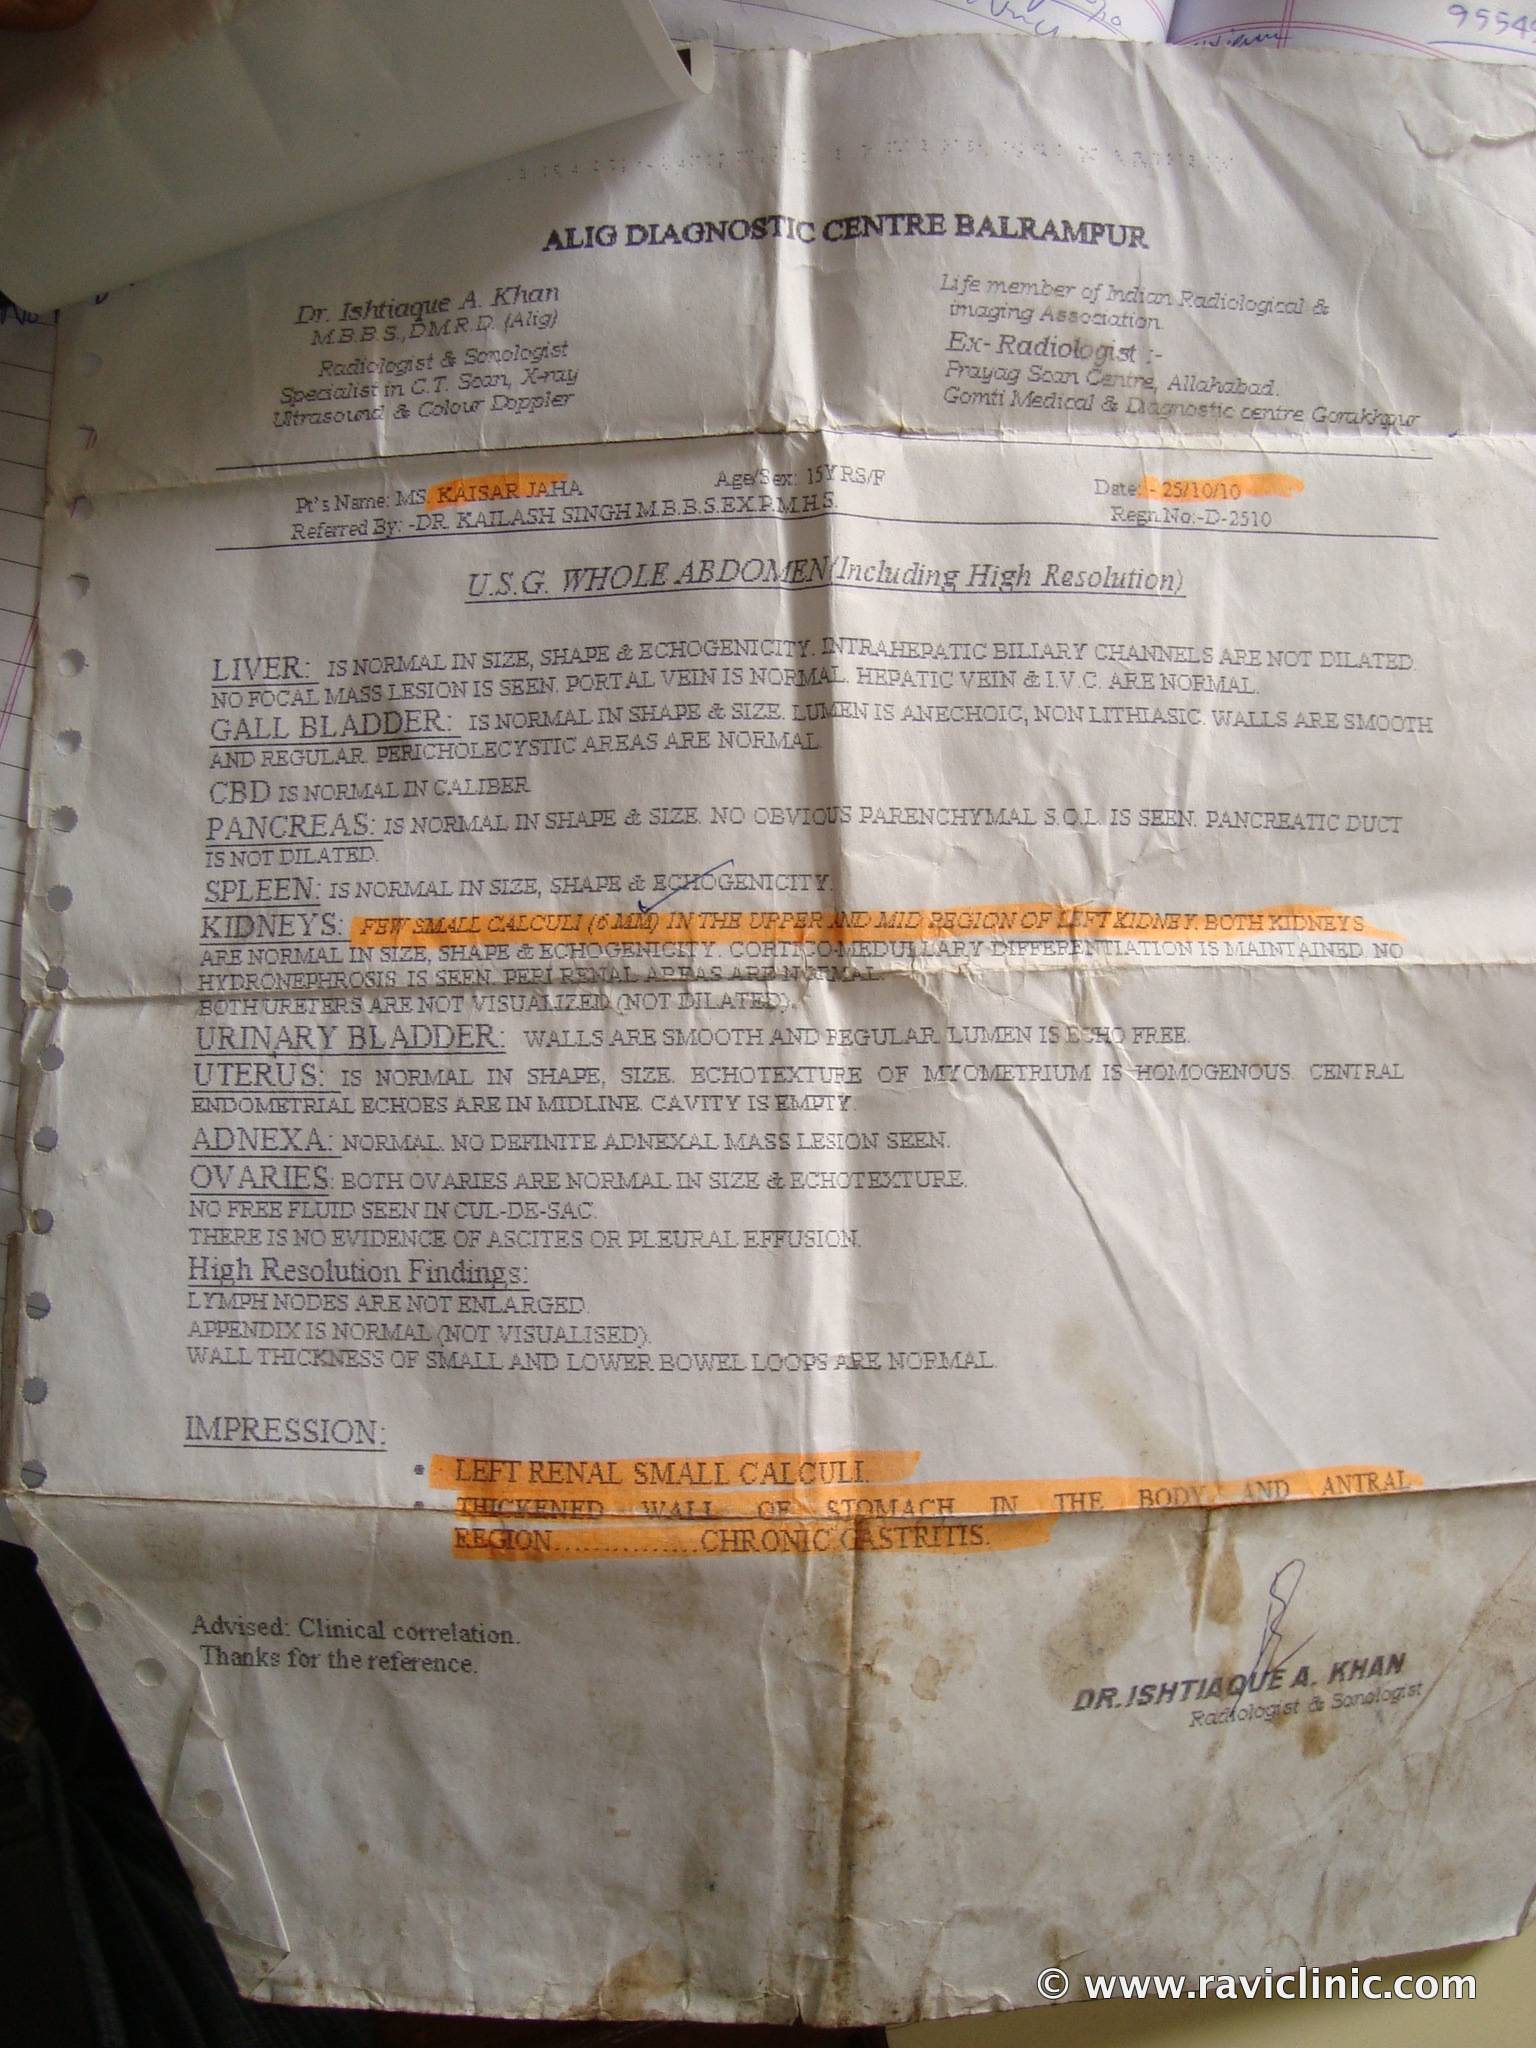 9554
ALIG DIAGNOSTIC CENTRE BALRAMPUR
Dr. Ishtiaque A. Khan
M.B.B.S.,D.M.R.D. (Alig)
Radiologist & Sonologist
Specialist in C.T. Scan, X-ray
Ultrasound & Colour Doppler
Life member of Indian Radiological &
imaging Association.
Ex- Radiologist :-
Prayag Scan Centre, Allahabad.
Gomti Medical & Diagnostic centre Gorakhpur
Pt's Name: MS. KAISAR JAHA Age/Sex: 15YRS/F Date: - 25/10/10
Referred By: -DR. KAILASH SINGH M.B.B.S.EX.P.M.H.S. Regn.No:-D-2510
U.S.G. WHOLE ABDOMEN(Including High Resolution)
LIVER: IS NORMAL IN SIZE, SHAPE & ECHOGENICITY. INTRAHEPATIC BILIARY CHANNELS ARE NOT DILATED.
NO FOCAL MASS LESION IS SEEN. PORTAL VEIN IS NORMAL. HEPATIC VEIN & I.V.C. ARE NORMAL.
GALL BLADDER: IS NORMAL IN SHAPE & SIZE. LUMEN IS ANECHOIC, NON LITHIASIC. WALLS ARE SMOOTH
AND REGULAR. PERICHOLECYSTIC AREAS ARE NORMAL.
CBD IS NORMAL IN CALIBER
PANCREAS: IS NORMAL IN SHAPE & SIZE. NO OBVIOUS PARENCHYMAL S.O.L. IS SEEN. PANCREATIC DUCT
IS NOT DILATED.
SPLEEN: IS NORMAL IN SIZE, SHAPE & ECHOGENICITY.
KIDNEYS: FEW SMALL CALCULI (6 MM) IN THE UPPER AND MID REGION OF LEFT KIDNEY. BOTH KIDNEYS
ARE NORMAL IN SIZE, SHAPE & ECHOGENICITY. CORTICO-MEDULLARY DIFFERENTIATION IS MAINTAINED. NO
HYDRONEPHROSIS IS SEEN. PERI RENAL AREAS ARE NORMAL.
BOTH URETERS ARE NOT VISUALIZED (NOT DILATED).
URINARY BLADDER: WALLS ARE SMOOTH AND REGULAR. LUMEN IS ECHO FREE.
UTERUS: IS NORMAL IN SHAPE, SIZE. ECHOTEXTURE OF MYOMETRIUM IS HOMOGENOUS. CENTRAL
ENDOMETRIAL ECHOES ARE IN MIDLINE. CAVITY IS EMPTY.
ADNEXA: NORMAL. NO DEFINITE ADNEXAL MASS LESION SEEN.
OVARIES: BOTH OVARIES ARE NORMAL IN SIZE & ECHOTEXTURE.
NO FREE FLUID SEEN IN CUL-DE-SAC.
THERE IS NO EVIDENCE OF ASCITES OR PLEURAL EFFUSION.
High Resolution Findings:
LYMPH NODES ARE NOT ENLARGED.
APPENDIX IS NORMAL (NOT VISUALISED).
WALL THICKNESS OF SMALL AND LOWER BOWEL LOOPS ARE NORMAL.
IMPRESSION:
• LEFT RENAL SMALL CALCULI.
• THICKENED WALL OF STOMACH IN THE BODY AND ANTRAL
REGION...............CHRONIC GASTRITIS.
Advised: Clinical correlation.
Thanks for the reference.
DR. ISHTIAQUE A. KHAN
Radiologist & Sonologist
© www.raviclinic.com